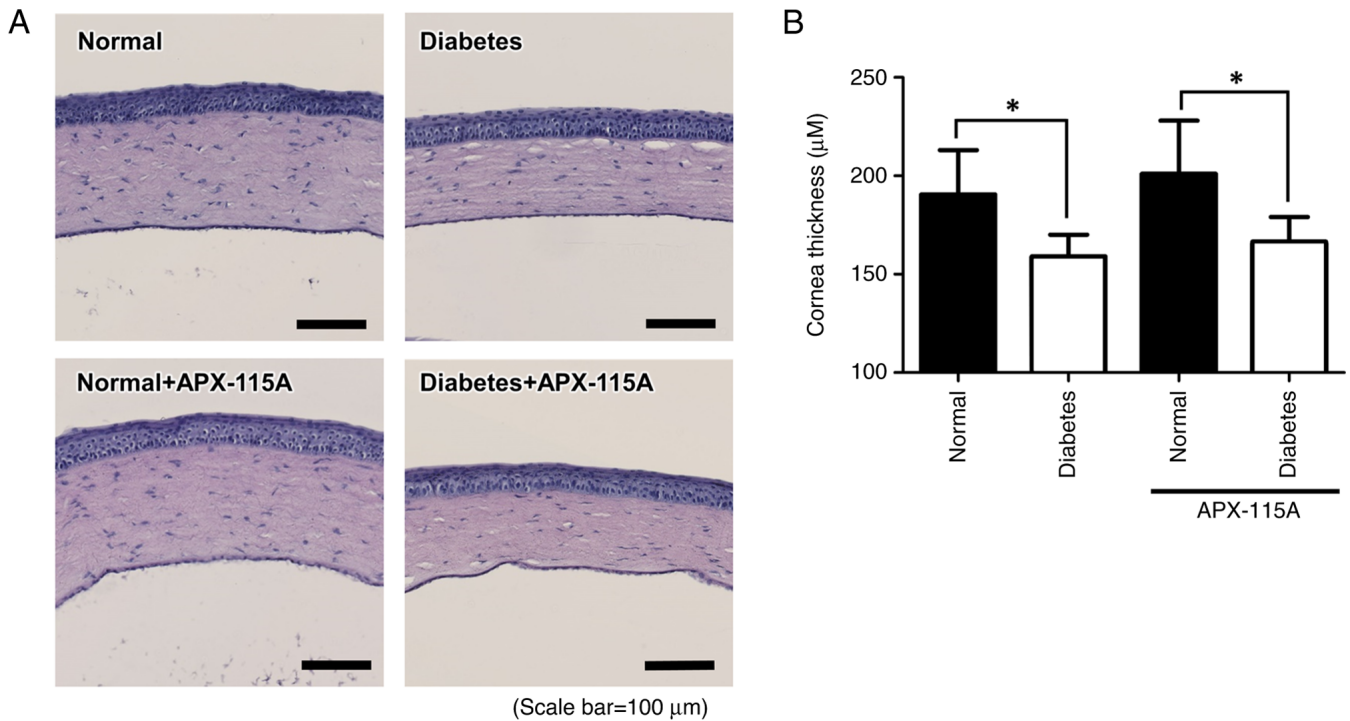 A
Normal
Diabetes
Normal+APX-115A
Diabetes+APX-115A
(Scale bar=100 μm)
B
Cornea thickness (μM)
250
200
150
100
*
*
Normal
Diabetes
Normal
Diabetes
APX-115A